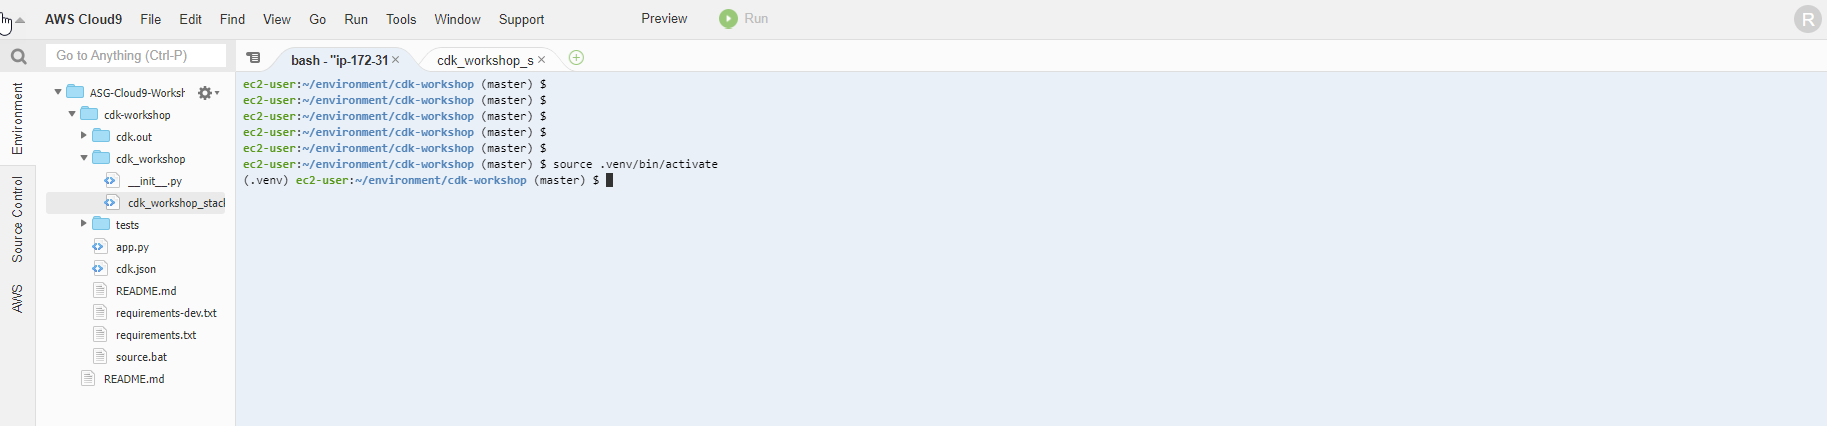 AWS Cloud9 File Edit Find View Go Run Tools Window Support Preview Run R
Go to Anything (Ctrl-P)
bash - "ip-172-31 ×
cdk_workshop_s ×
Environment
Source Control
AWS
ASG-Cloud9-Worksh
cdk-workshop
cdk.out
cdk_workshop
__init__.py
cdk_workshop_stacl
tests
app.py
cdk.json
README.md
requirements-dev.txt
requirements.txt
source.bat
README.md
ec2-user:~/environment/cdk-workshop (master) $
ec2-user:~/environment/cdk-workshop (master) $
ec2-user:~/environment/cdk-workshop (master) $
ec2-user:~/environment/cdk-workshop (master) $
ec2-user:~/environment/cdk-workshop (master) $
ec2-user:~/environment/cdk-workshop (master) $ source .venv/bin/activate
(.venv) ec2-user:~/environment/cdk-workshop (master) $